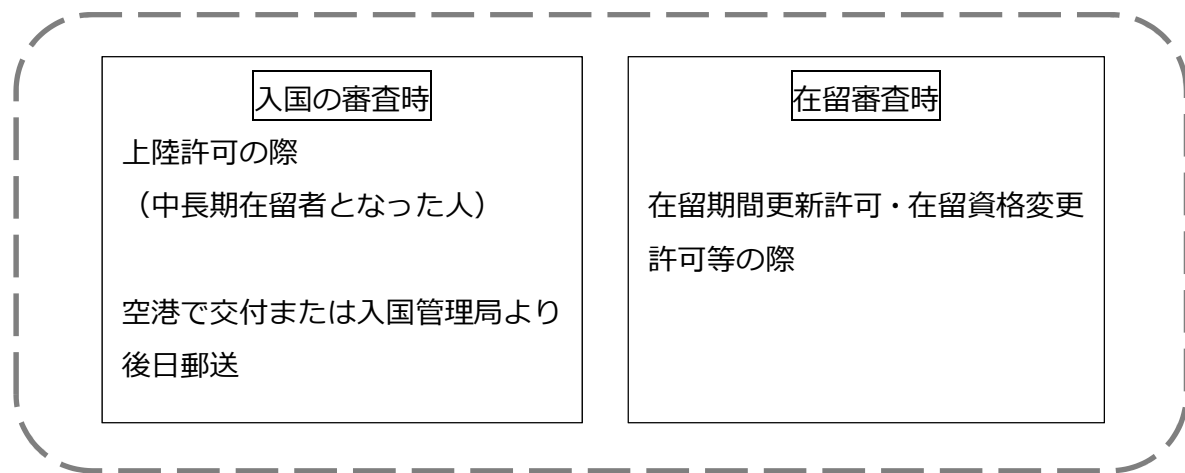 入国の審査時
上陸許可の際
（中長期在留者となった人）
空港で交付または入国管理局より
後日郵送
在留審査時
在留期間更新許可・在留資格変更
許可等の際